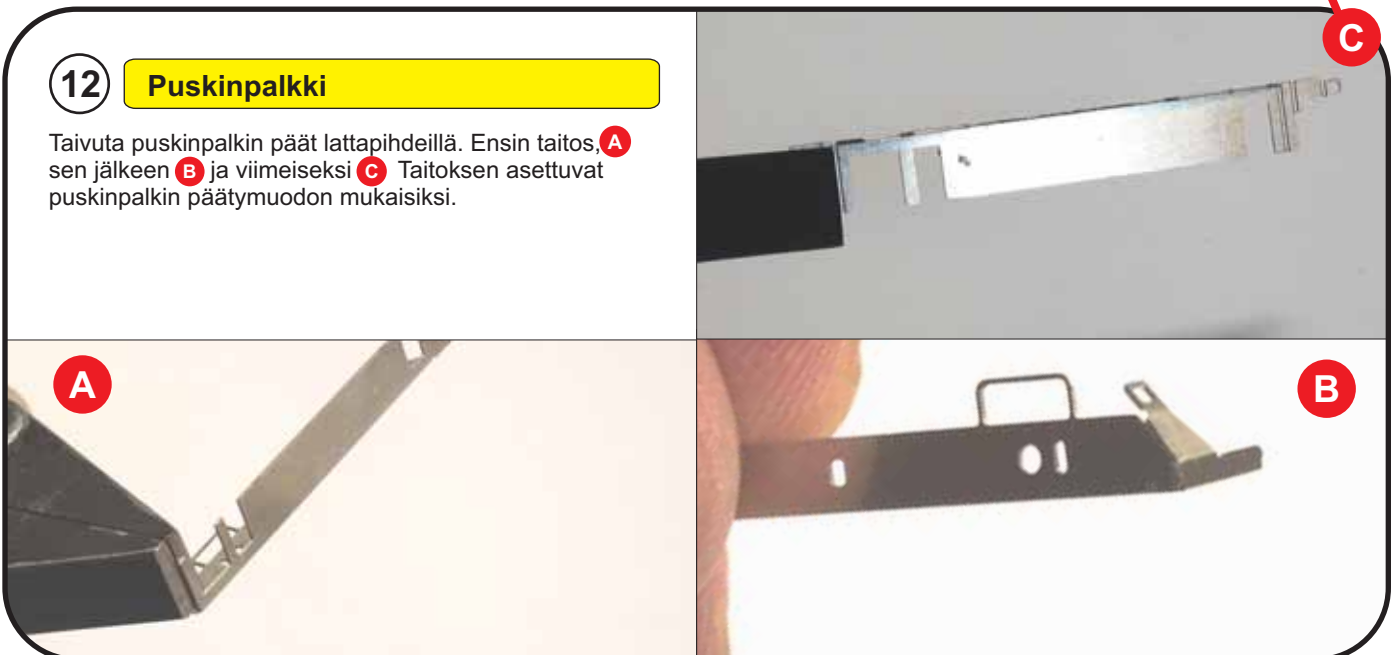 12 Puskinpalkki
Taivuta puskinpalkin päät lattapihdeillä. Ensin taitos, A
sen jälkeen B ja viimeiseksi C Taitoksen asettuvat
puskinpalkin päätymuodon mukaisiksi.
C
A
B